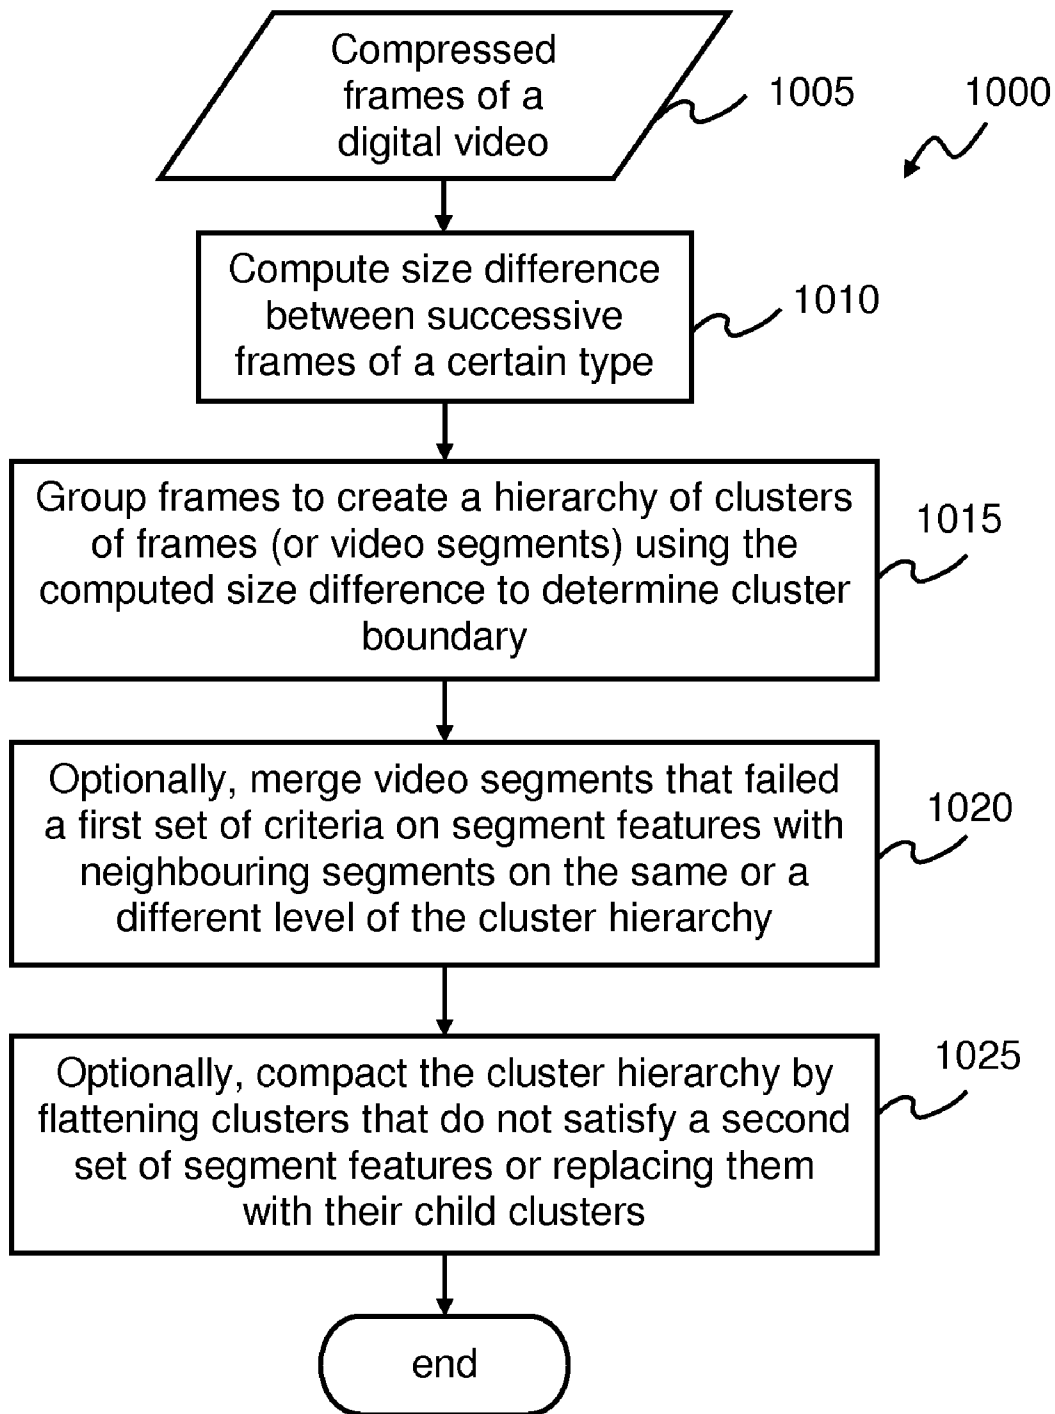 Compressed
frames of a
digital video
1005
1000
Compute size difference
between successive
frames of a certain type
1010
Group frames to create a hierarchy of clusters
of frames (or video segments) using the
computed size difference to determine cluster
boundary
1015
Optionally, merge video segments that failed
a first set of criteria on segment features with
neighbouring segments on the same or a
different level of the cluster hierarchy
1020
Optionally, compact the cluster hierarchy by
flattening clusters that do not satisfy a second
set of segment features or replacing them
with their child clusters
1025
end